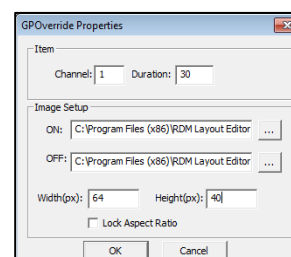 GPOverride Properties
Item
Channel: 1 Duration: 30
Image Setup
ON: C:\Program Files (x86)\RDM Layout Editor ...
OFF: C:\Program Files (x86)\RDM Layout Editor ...
Width(px): 64 Height(px): 40
Lock Aspect Ratio
OK Cancel